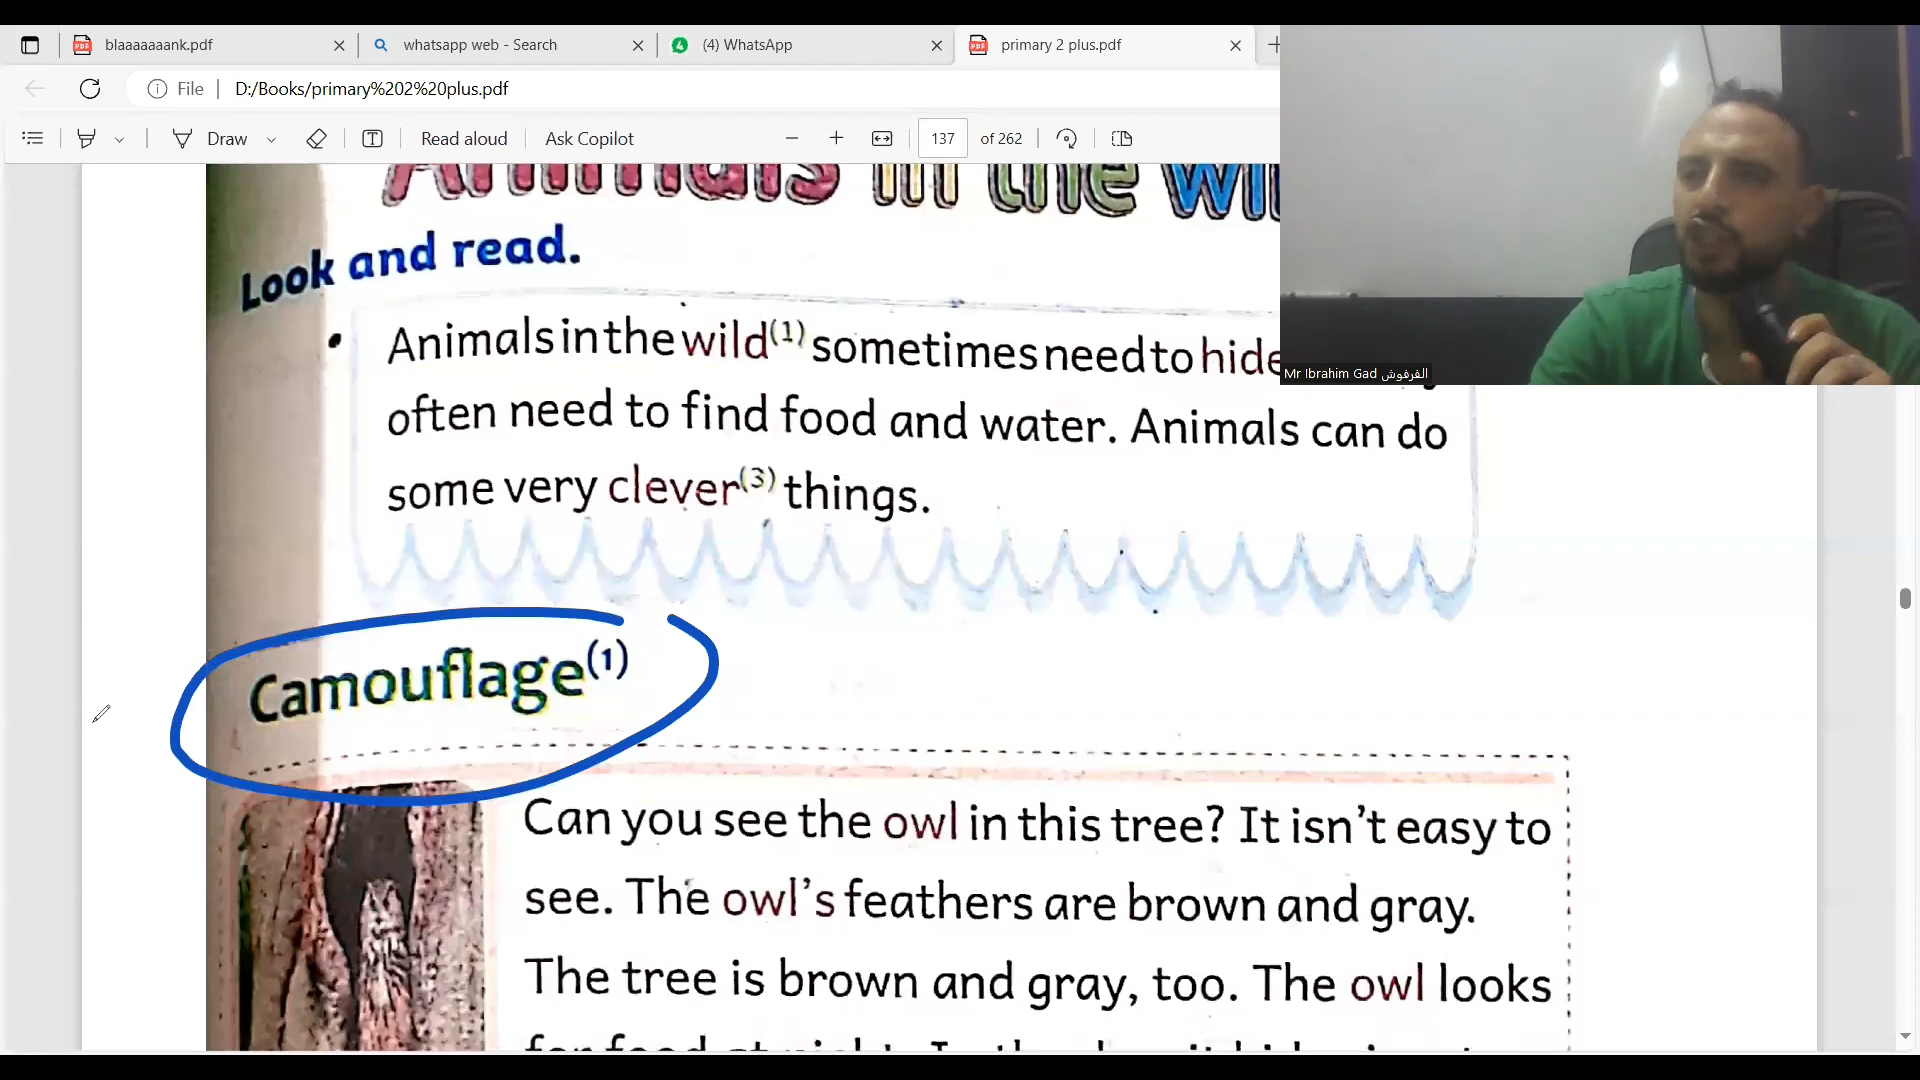 blaaaaaaank.pdf
whatsapp web - Search
(4) WhatsApp
primary 2 plus.pdf
File
D:/Books/primary%202%20plus.pdf
Draw
Read aloud
Ask Copilot
137 of 262
Animals in the wil
Look and read.
Animals in the wild(1) sometimes need to hide
often need to find food and water. Animals can do
some very clever(3) things.
Mr Ibrahim Gad الفرفوش
Camouflage(1)
Can you see the owl in this tree? It isn't easy to
see. The owl's feathers are brown and gray.
The tree is brown and gray, too. The owl looks